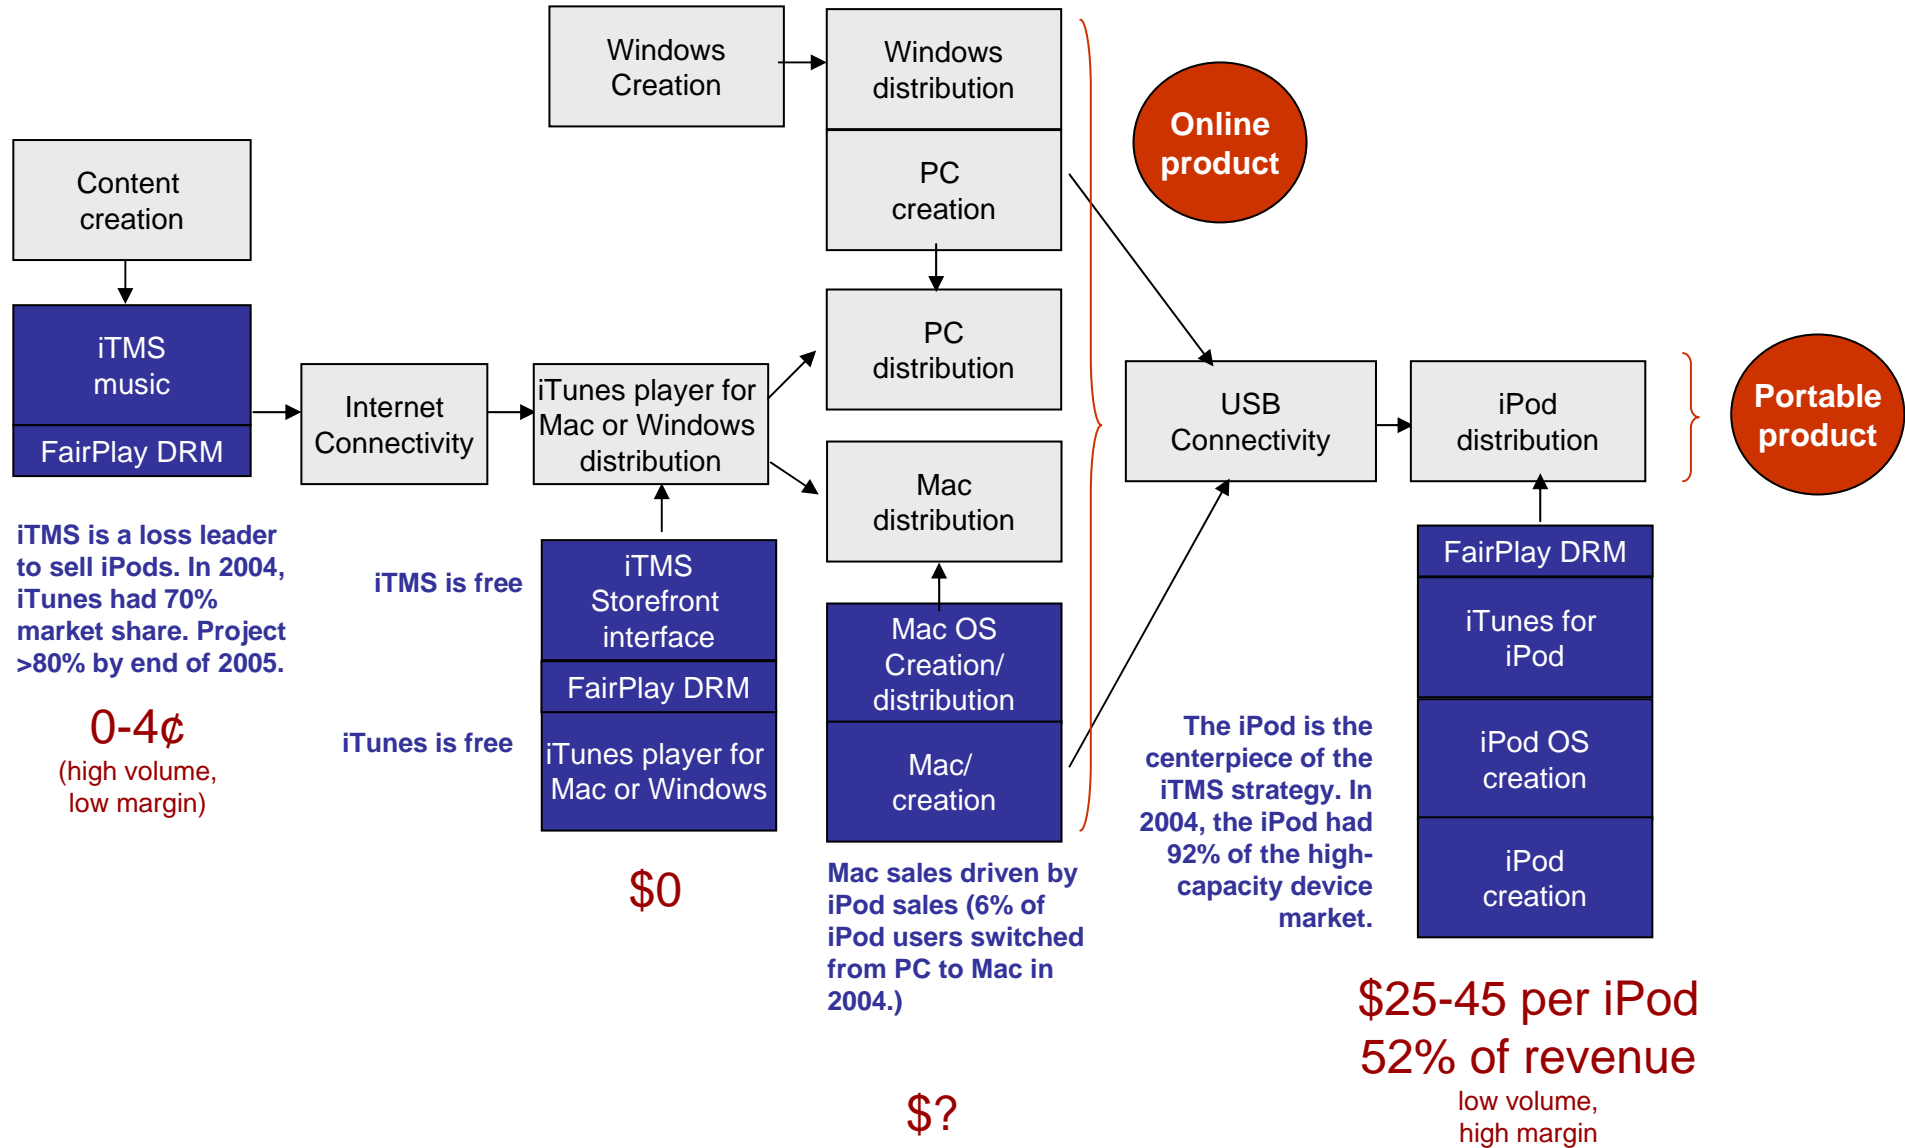 Windows
Creation
Windows
distribution
PC
creation
Online
product
Content
creation
iTMS
music
FairPlay DRM
Internet
Connectivity
iTunes player for
Mac or Windows
distribution
PC
distribution
Mac
distribution
USB
Connectivity
iPod
distribution
Portable
product
iTMS is a loss leader
to sell iPods. In 2004,
iTunes had 70%
market share. Project
>80% by end of 2005.
0-4¢
(high volume,
low margin)
iTMS is free
iTunes is free
iTMS
Storefront
interface
FairPlay DRM
iTunes player for
Mac or Windows
$0
Mac OS
Creation/
distribution
Mac/
creation
Mac sales driven by
iPod sales (6% of
iPod users switched
from PC to Mac in
2004.)
$?
The iPod is the
centerpiece of the
iTMS strategy. In
2004, the iPod had
92% of the high-
capacity device
market.
FairPlay DRM
iTunes for
iPod
iPod OS
creation
iPod
creation
$25-45 per iPod
52% of revenue
low volume,
high margin